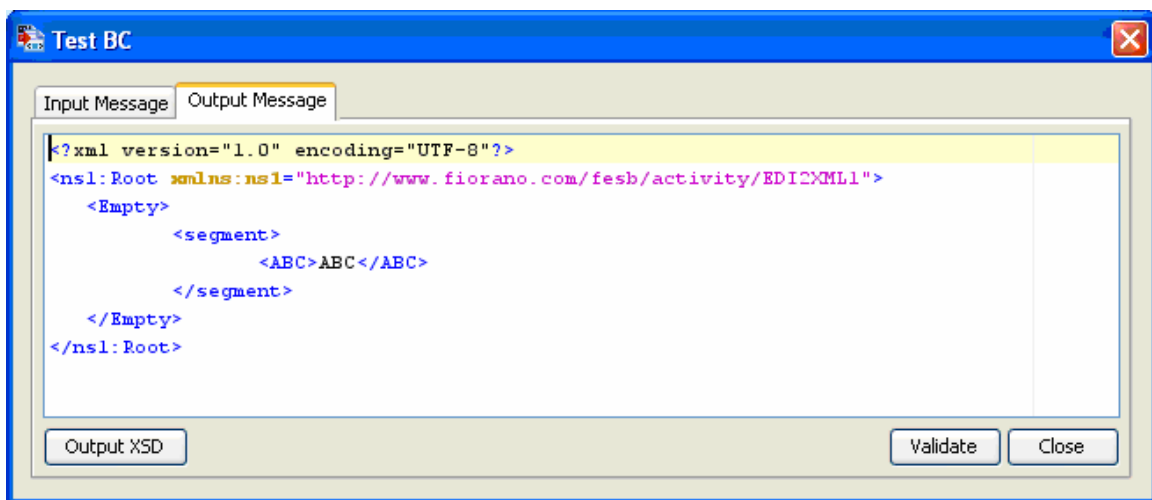 Test BC
Input Message Output Message
<?xml version="1.0" encoding="UTF-8"?>
<ns1:Root xmlns:ns1="http://www.fiorano.com/fesb/activity/EDI2XML1">
<Empty>
<segment>
<ABC>ABC</ABC>
</segment>
</Empty>
</ns1:Root>
Output XSD Validate Close